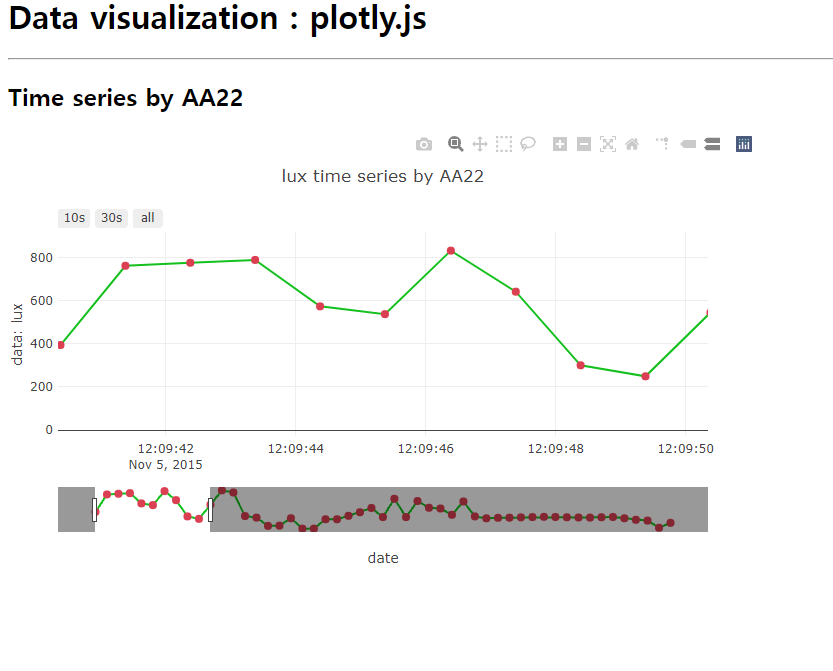 Data visualization : plotly.js
Time series by AA22
lux time series by AA22
10s 30s all
800
600
400
200
0
data: lux
12:09:42 12:09:44 12:09:46 12:09:48 12:09:50
Nov 5, 2015
date